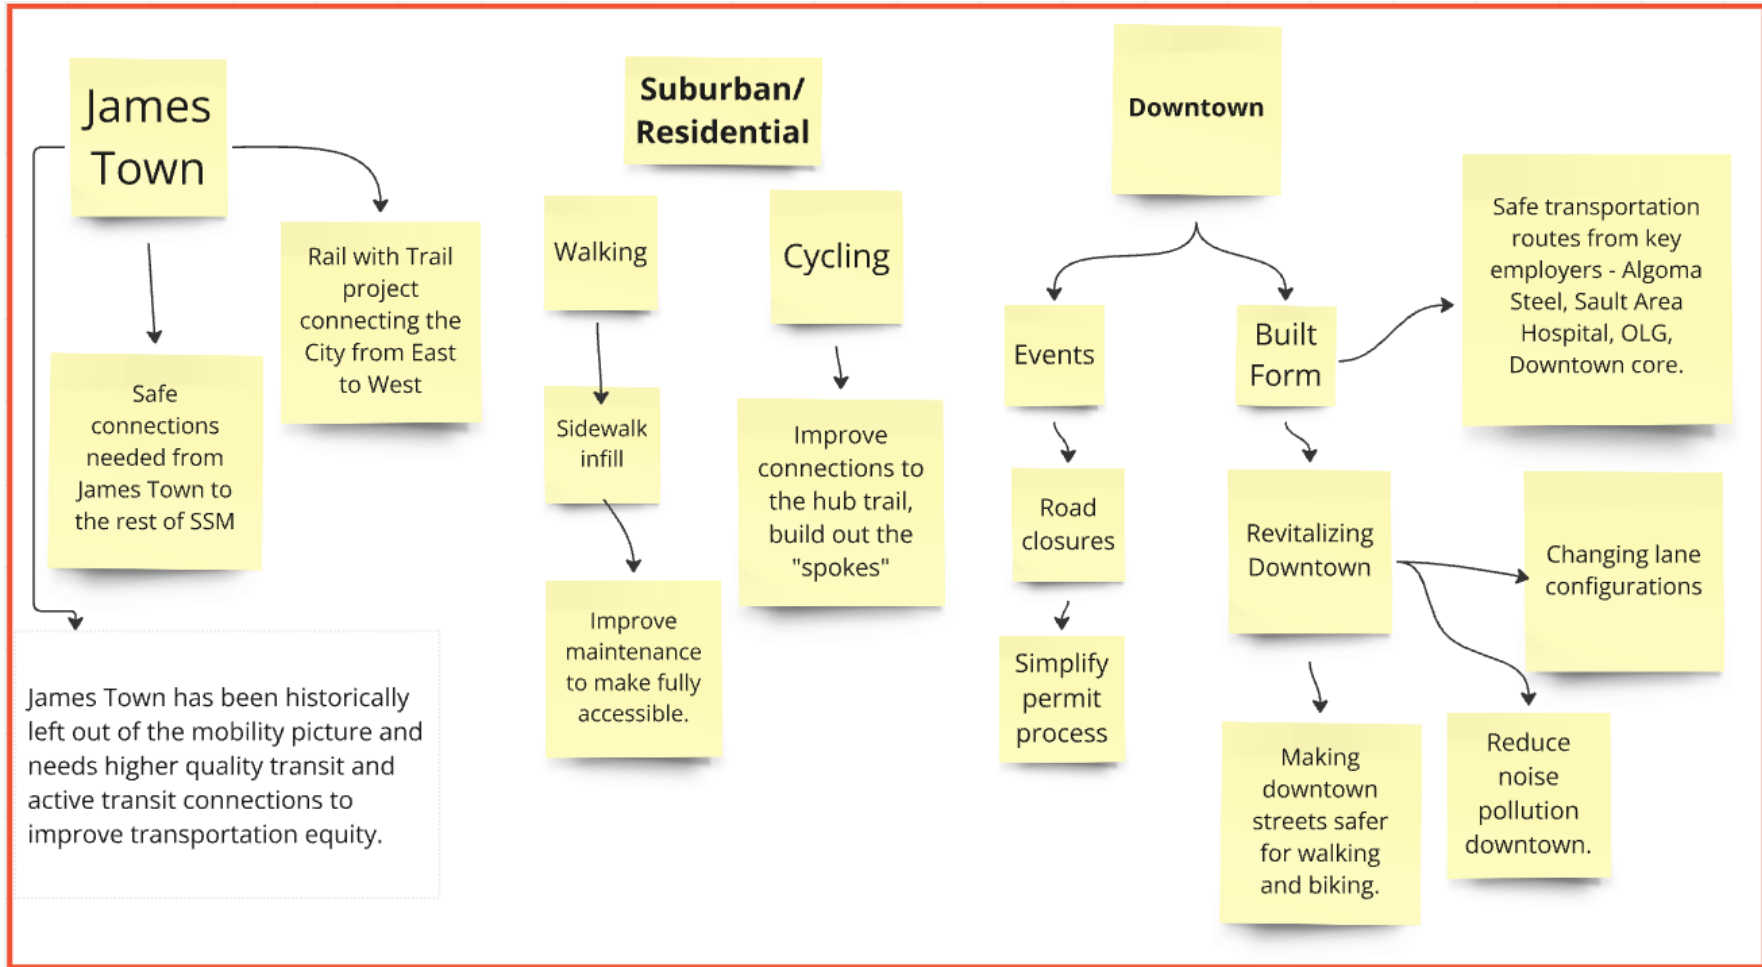 James
Town
Safe
connections
needed from
James Town to
the rest of SSM
Rail with Trail
project
connecting the
City from East
to West
James Town has been historically
left out of the mobility picture and
needs higher quality transit and
active transit connections to
improve transportation equity.
Suburban/
Residential
Walking
Sidewalk
infill
Improve
maintenance
to make fully
accessible.
Cycling
Improve
connections to
the hub trail,
build out the
"spokes"
Downtown
Events
Road
closures
Simplify
permit
process
Built
Form
Safe transportation
routes from key
employers - Algoma
Steel, Sault Area
Hospital, OLG,
Downtown core.
Revitalizing
Downtown
Changing lane
configurations
Making
downtown
streets safer
for walking
and biking.
Reduce
noise
pollution
downtown.